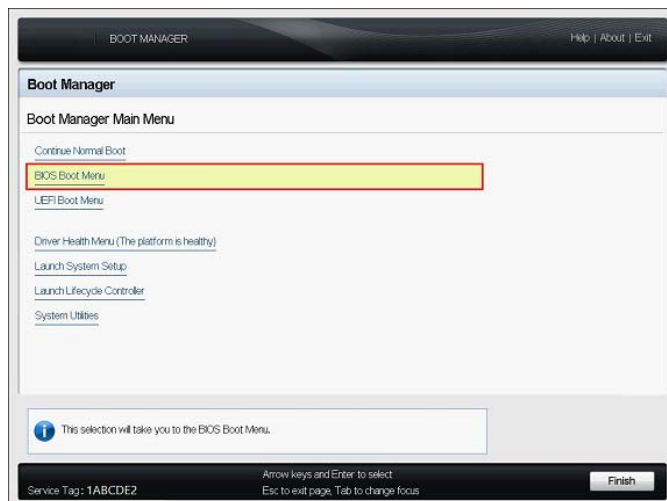 BOOT MANAGER
Help | About | Exit
Boot Manager
Boot Manager Main Menu
Continue Normal Boot
BIOS Boot Menu
UEFI Boot Menu
Driver Health Menu (The platform is healthy)
Launch System Setup
Launch Lifecycle Controller
System Utilities
This selection will take you to the BIOS Boot Menu.
Service Tag: 1ABCDE2
Arrow keys and Enter to select
Esc to exit page, Tab to change focus
Finish